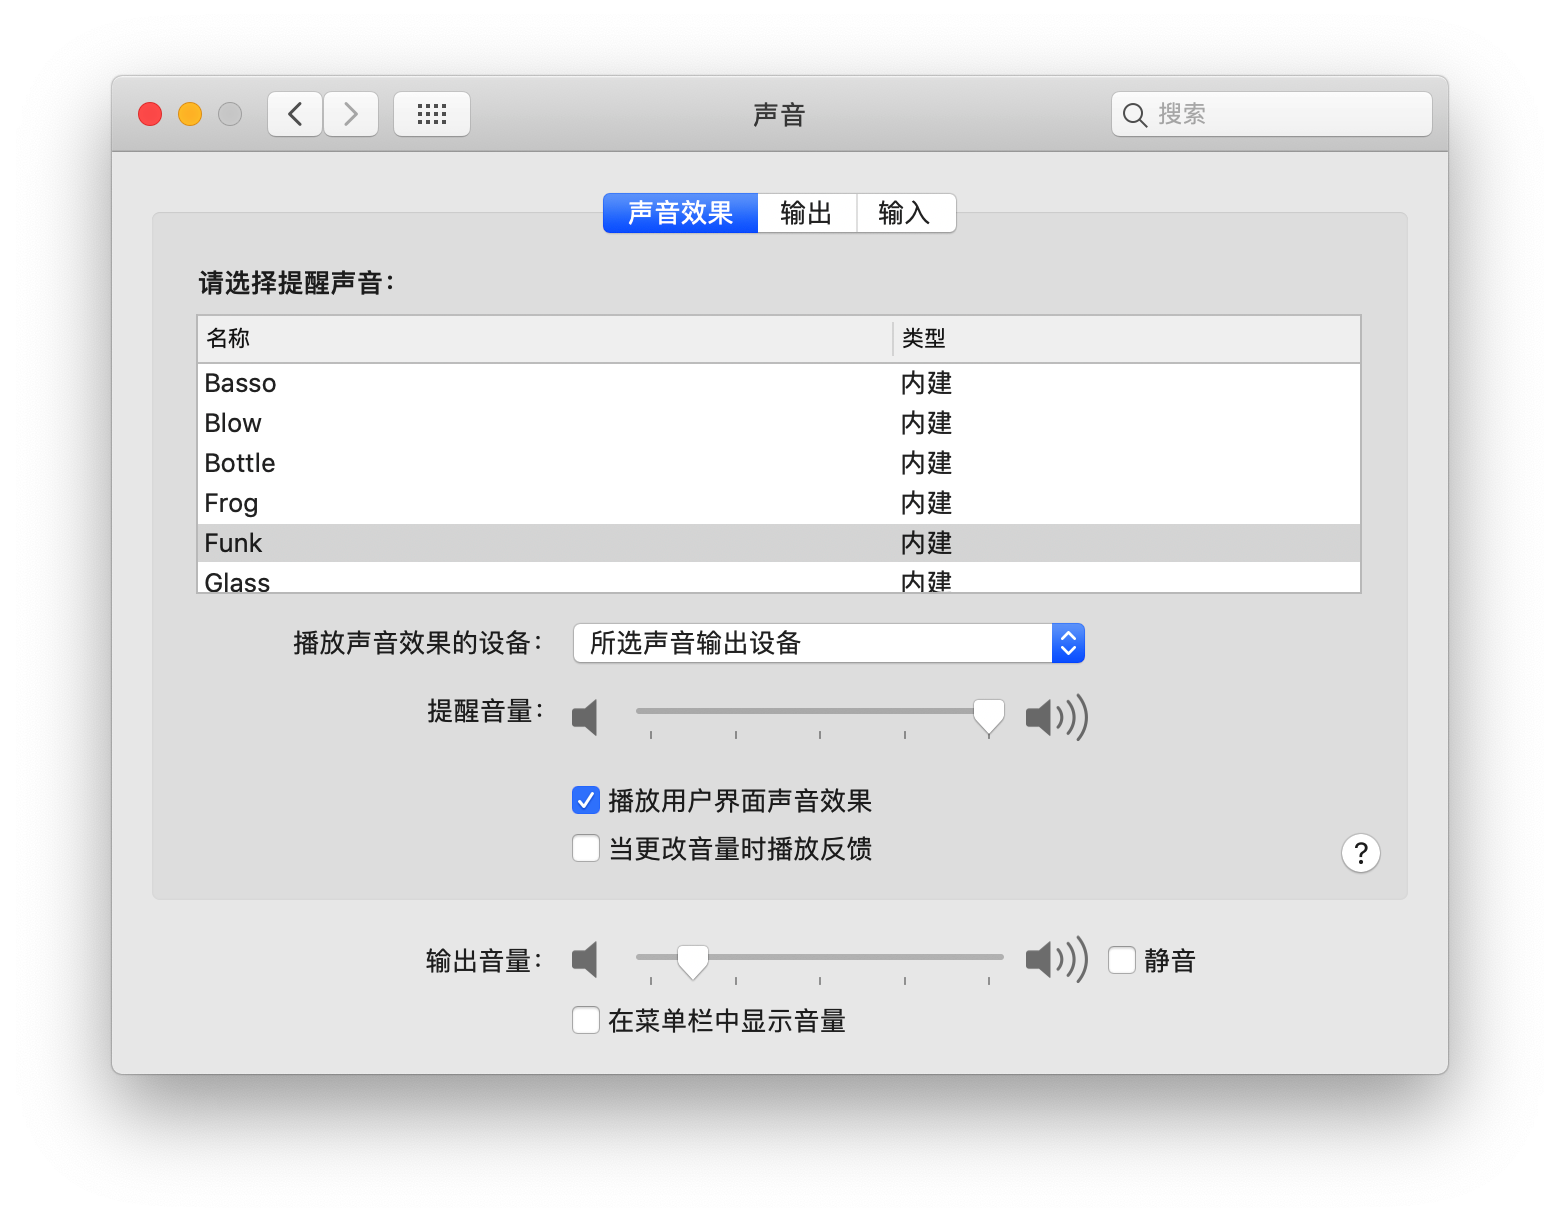 声音
搜索
声音效果 输出 输入
请选择提醒声音：
名称 类型
Basso 内建
Blow 内建
Bottle 内建
Frog 内建
Funk 内建
Glass 内建
播放声音效果的设备： 所选声音输出设备
提醒音量：
播放用户界面声音效果
当更改音量时播放反馈
?
输出音量： 静音
在菜单栏中显示音量